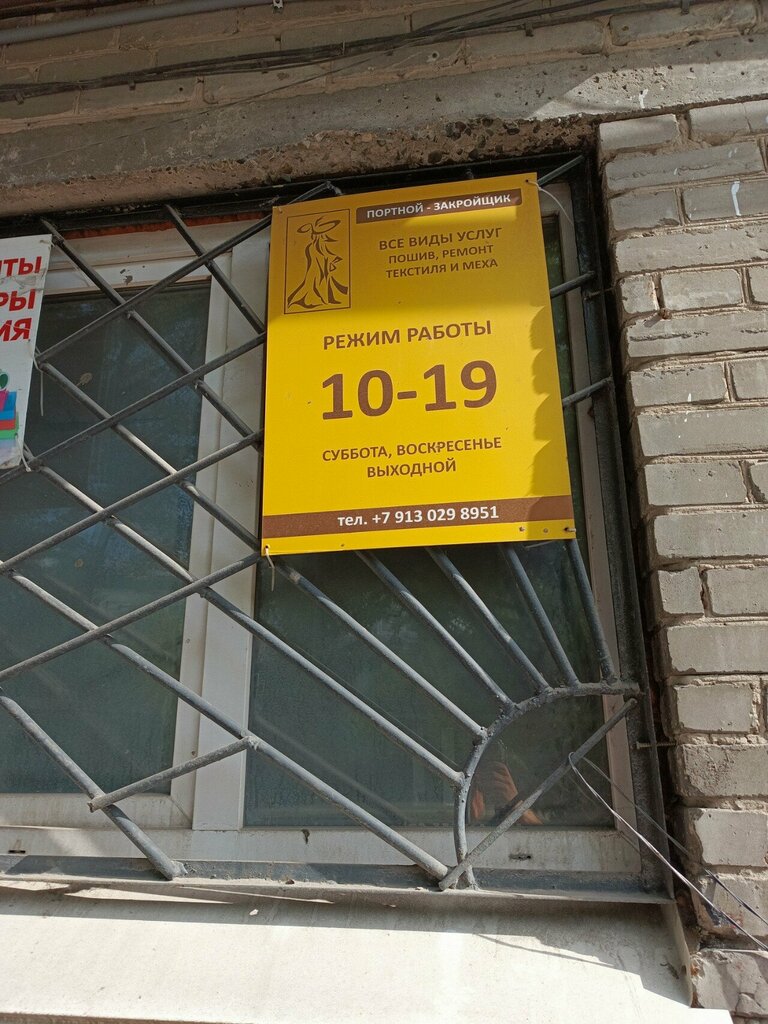 ПОРТНОЙ - ЗАКРОЙЩИК
ВСЕ ВИДЫ УСЛУГ
ПОШИВ, РЕМОНТ
ТЕКСТИЛЯ И МЕХА
РЕЖИМ РАБОТЫ
10-19
СУББОТА, ВОСКРЕСЕНЬЕ
ВЫХОДНОЙ
тел. +7 913 029 8951